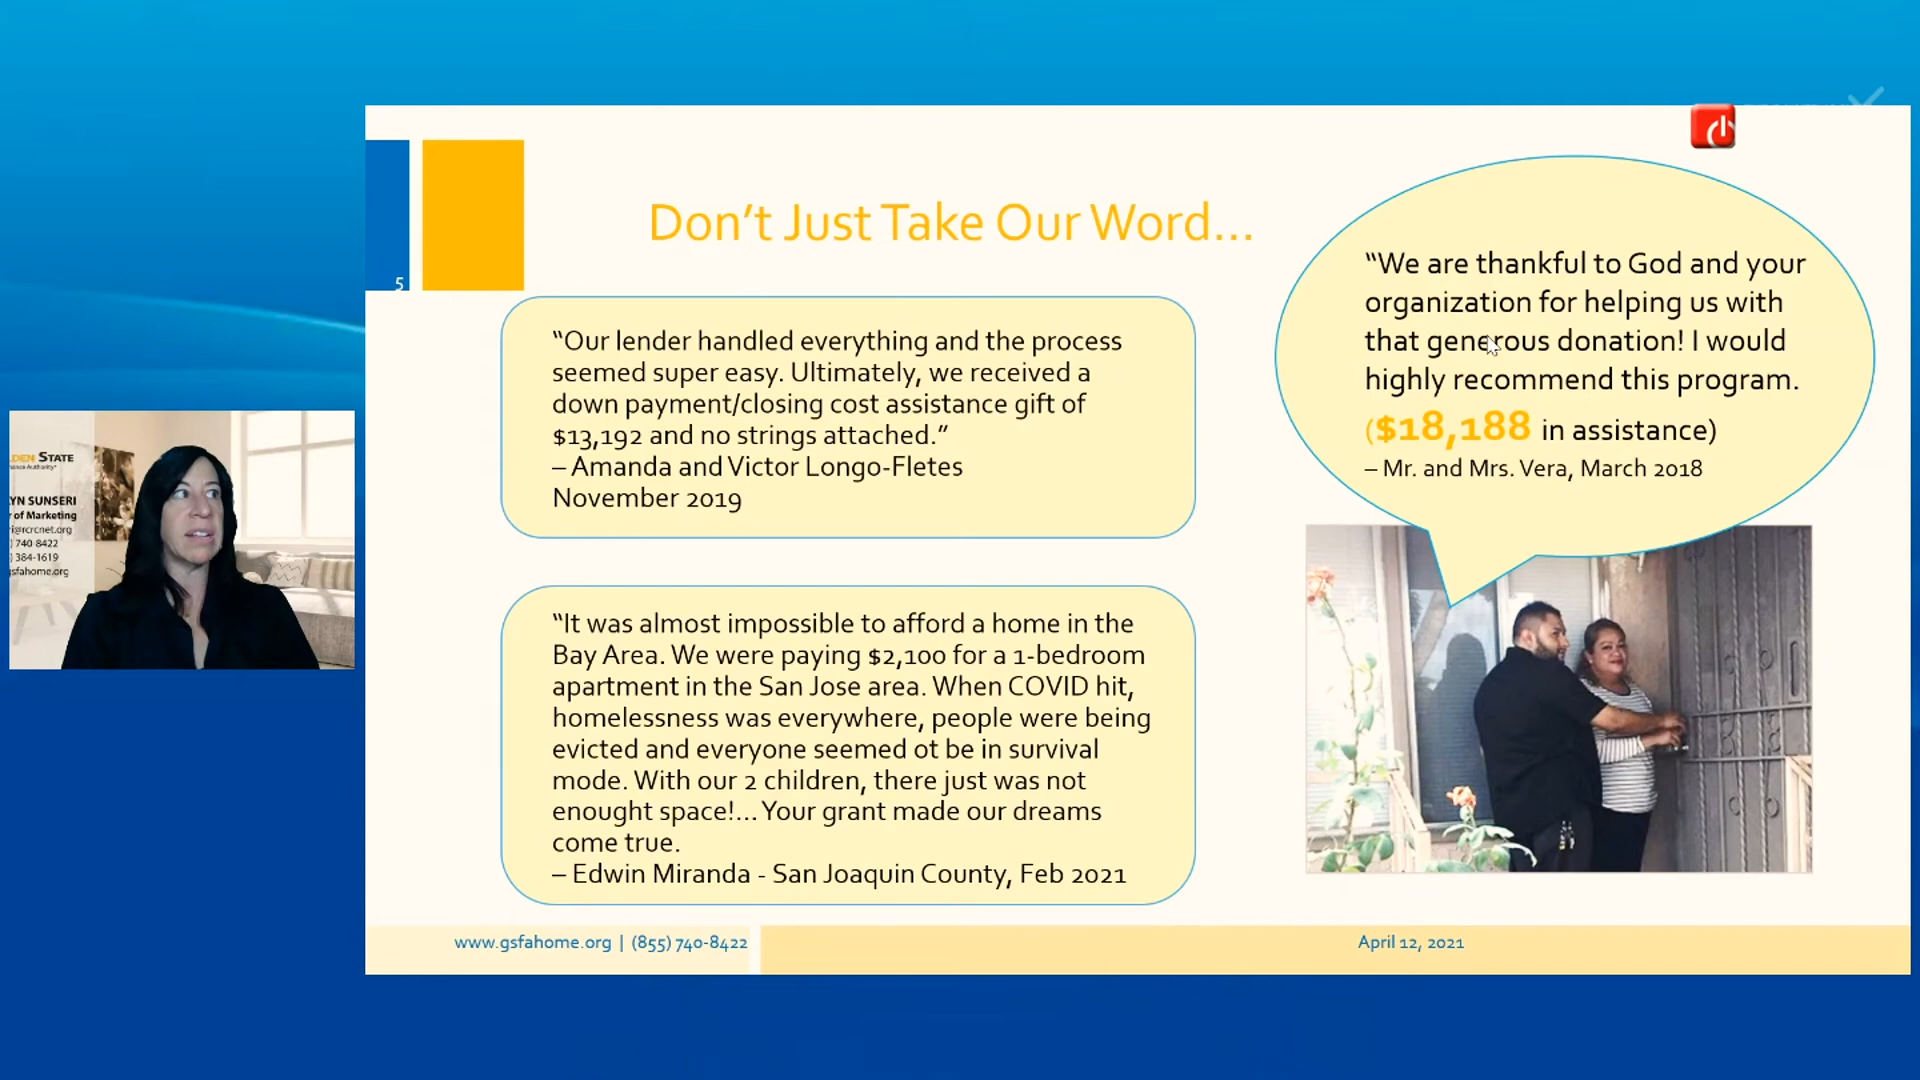 Don't Just Take Our Word...
5
"Our lender handled everything and the process
seemed super easy. Ultimately, we received a
down payment/closing cost assistance gift of
$13,192 and no strings attached."
– Amanda and Victor Longo-Fletes
November 2019
"It was almost impossible to afford a home in the
Bay Area. We were paying $2,100 for a 1-bedroom
apartment in the San Jose area. When COVID hit,
homelessness was everywhere, people were being
evicted and everyone seemed ot be in survival
mode. With our 2 children, there just was not
enought space!... Your grant made our dreams
come true.
– Edwin Miranda - San Joaquin County, Feb 2021
"We are thankful to God and your
organization for helping us with
that generous donation! I would
highly recommend this program.
($18,188 in assistance)
– Mr. and Mrs. Vera, March 2018
www.gsfahome.org | (855) 740-8422
April 12, 2021
DEN STATE
YN SUNSERI
r of Marketing
ri@rcrcnet.org
) 740-8422
) 384-1619
gsfahome.org